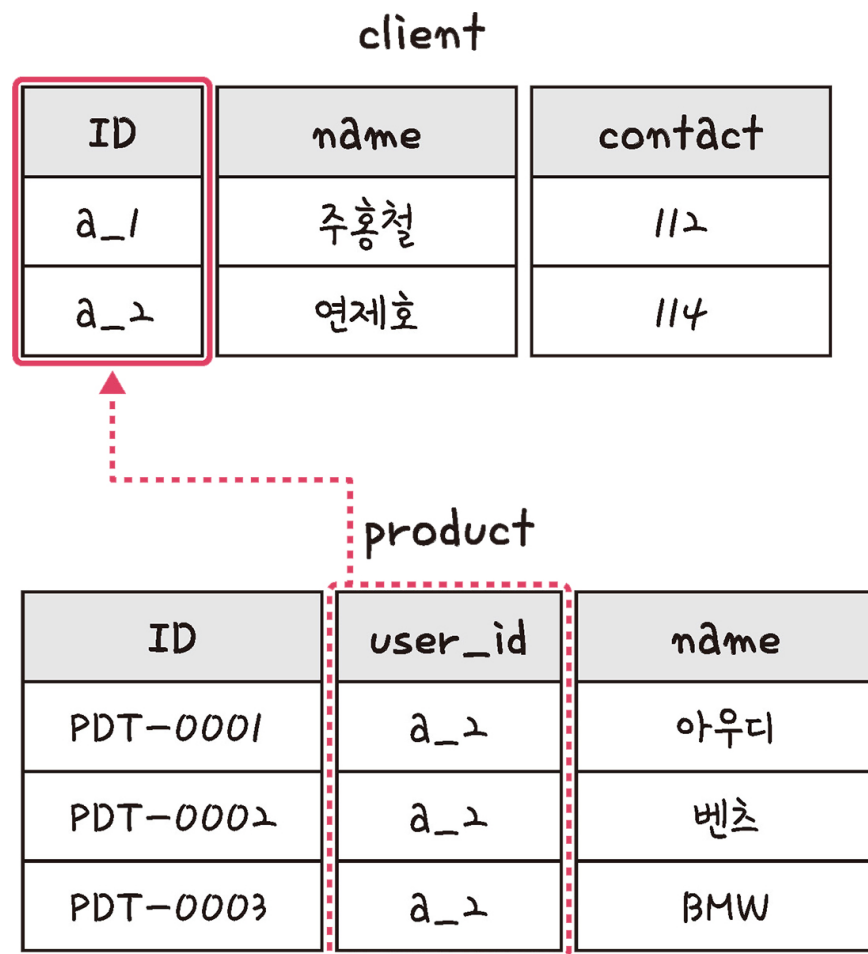 client
ID name contact
a_1 주홍철 112
a_2 연제호 114
product
ID user_id name
PDT-0001 a_2 아우디
PDT-0002 a_2 벤츠
PDT-0003 a_2 BMW